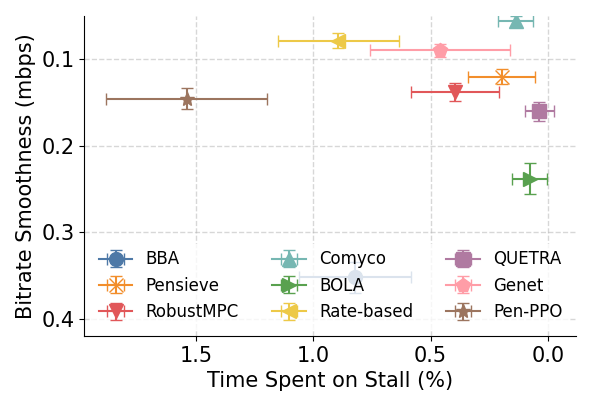 Bitrate Smoothness (mbps)
0.1
0.2
0.3
0.4
BBA
Pensieve
RobustMPC
Comyco
BOLA
Rate-based
QUETRA
Genet
Pen-PPO
1.5 1.0 0.5 0.0
Time Spent on Stall (%)